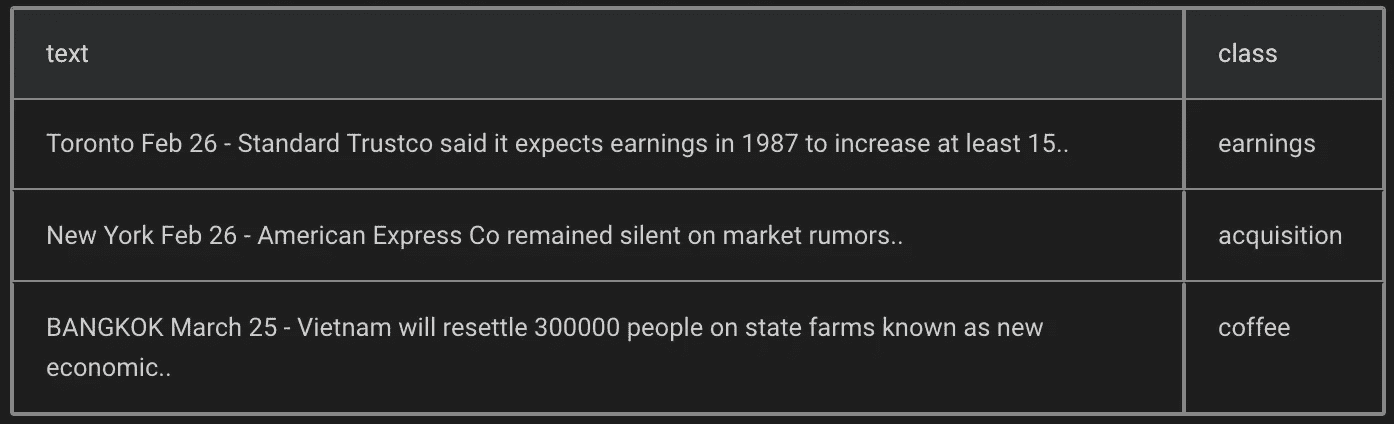 text class
Toronto Feb 26 - Standard Trustco said it expects earnings in 1987 to increase at least 15.. earnings
New York Feb 26 - American Express Co remained silent on market rumors.. acquisition
BANGKOK March 25 - Vietnam will resettle 300000 people on state farms known as new coffee
economic..